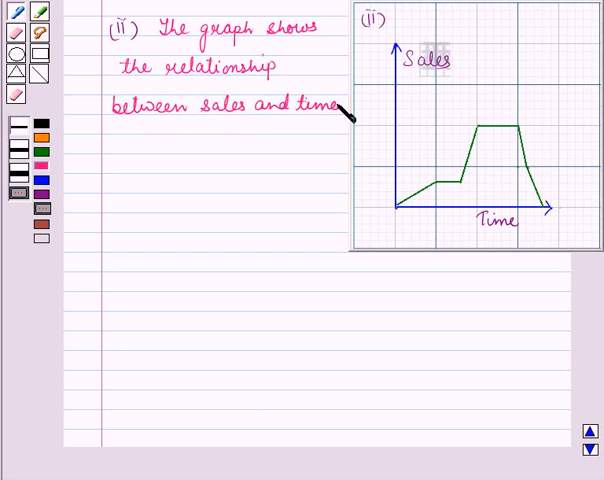 (ii) The graph shows
the relationship
between sales and time
(ii)
Sales
Time